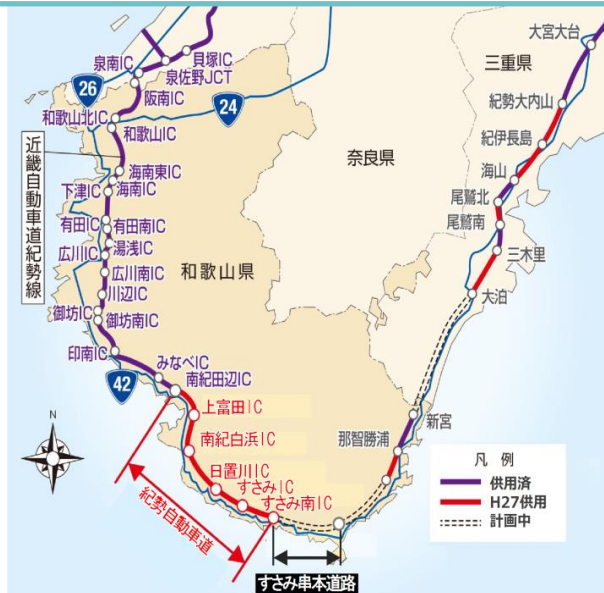 大宮大台
三重県
泉南IC
貝塚IC
泉佐野JCT
26
阪南IC
24
紀勢大内山
和歌山北IC
和歌山IC
紀伊長島
奈良県
近畿自動車道紀勢線
海南東IC
海山
下津IC
海南IC
尾鷲北
有田IC
有田南IC
尾鷲南
湯浅IC
広川IC
三木里
広川南IC
和歌山県
川辺IC
大泊
御坊IC
御坊南IC
印南IC
みなべIC
42
南紀田辺IC
上富田IC
新宮
N
南紀白浜IC
那智勝浦
日置川IC
すさみIC
すさみ南IC
紀勢自動車道
凡 例
供用済
H27供用
計画中
すさみ串本道路